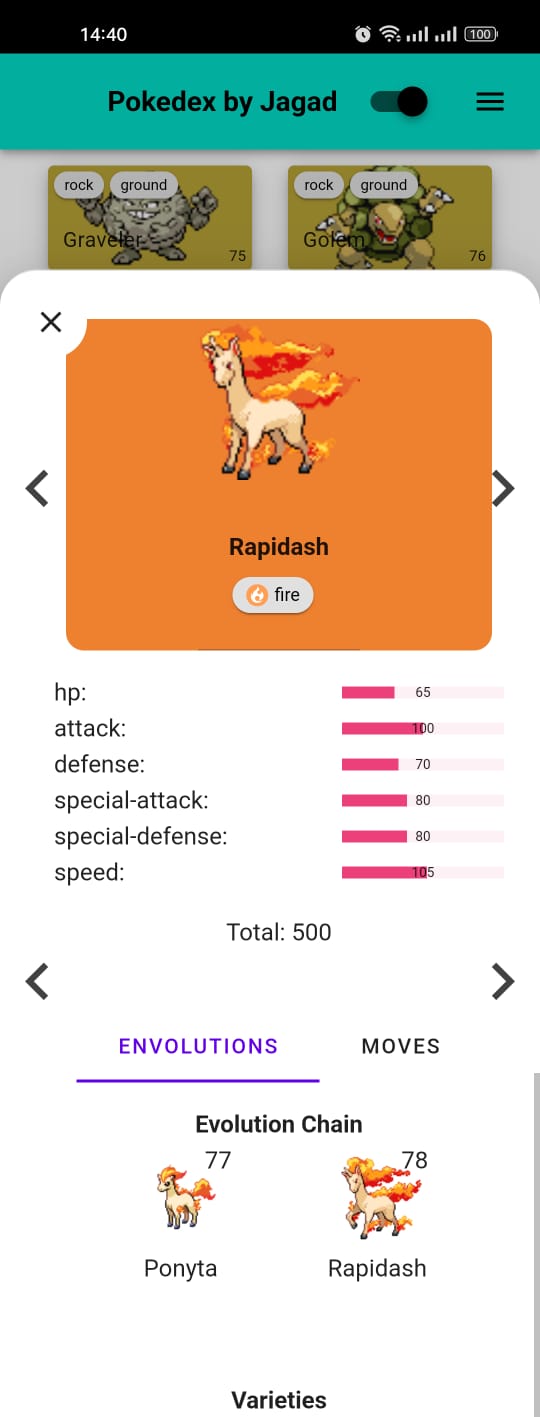 14:40
100
Pokedex by Jagad
rock ground
rock ground
Graveler
75
Golem
76
Rapidash
fire
hp: 65
attack: 100
defense: 70
special-attack: 80
special-defense: 80
speed: 105
Total: 500
ENVOLUTIONS MOVES
Evolution Chain
77 78
Ponyta Rapidash
Varieties